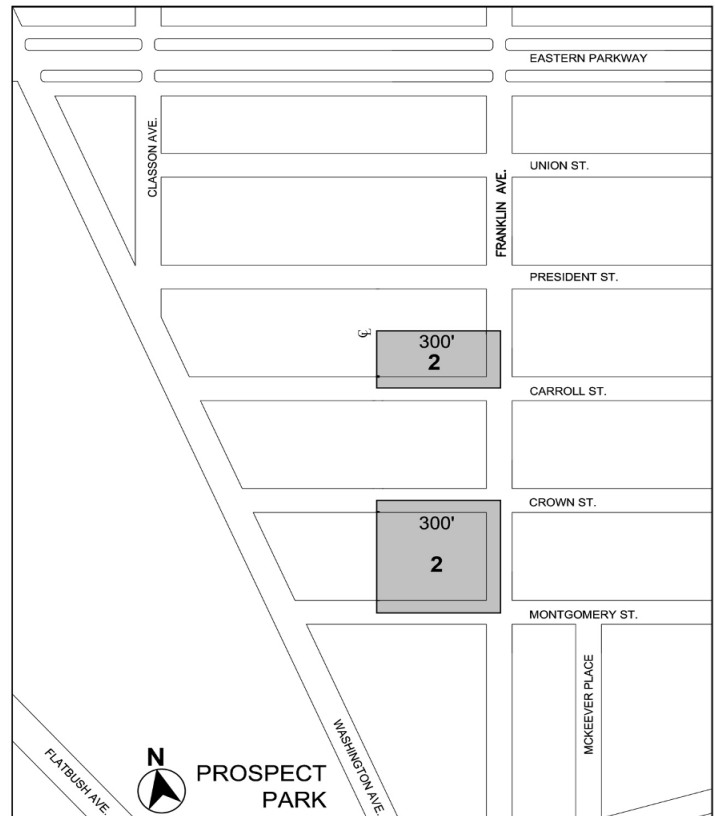 EASTERN PARKWAY
CLASSON AVE.
UNION ST.
FRANKLIN AVE.
PRESIDENT ST.
℄
300'
2
CARROLL ST.
CROWN ST.
300'
2
MONTGOMERY ST.
MCKEEVER PLACE
WASHINGTON AVE.
FLATBUSH AVE.
N
PROSPECT
PARK